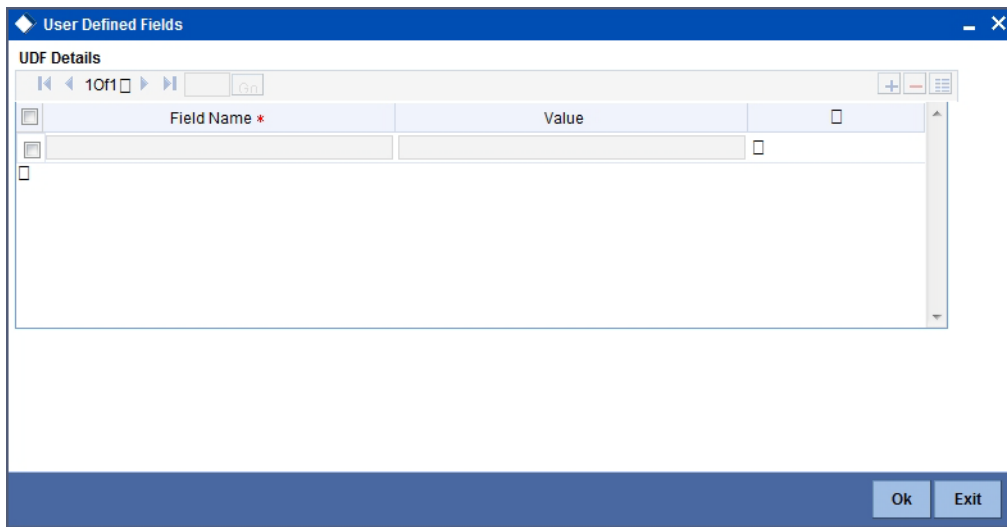 User Defined Fields
UDF Details
1Of1 Go
Field Name * Value
Ok Exit